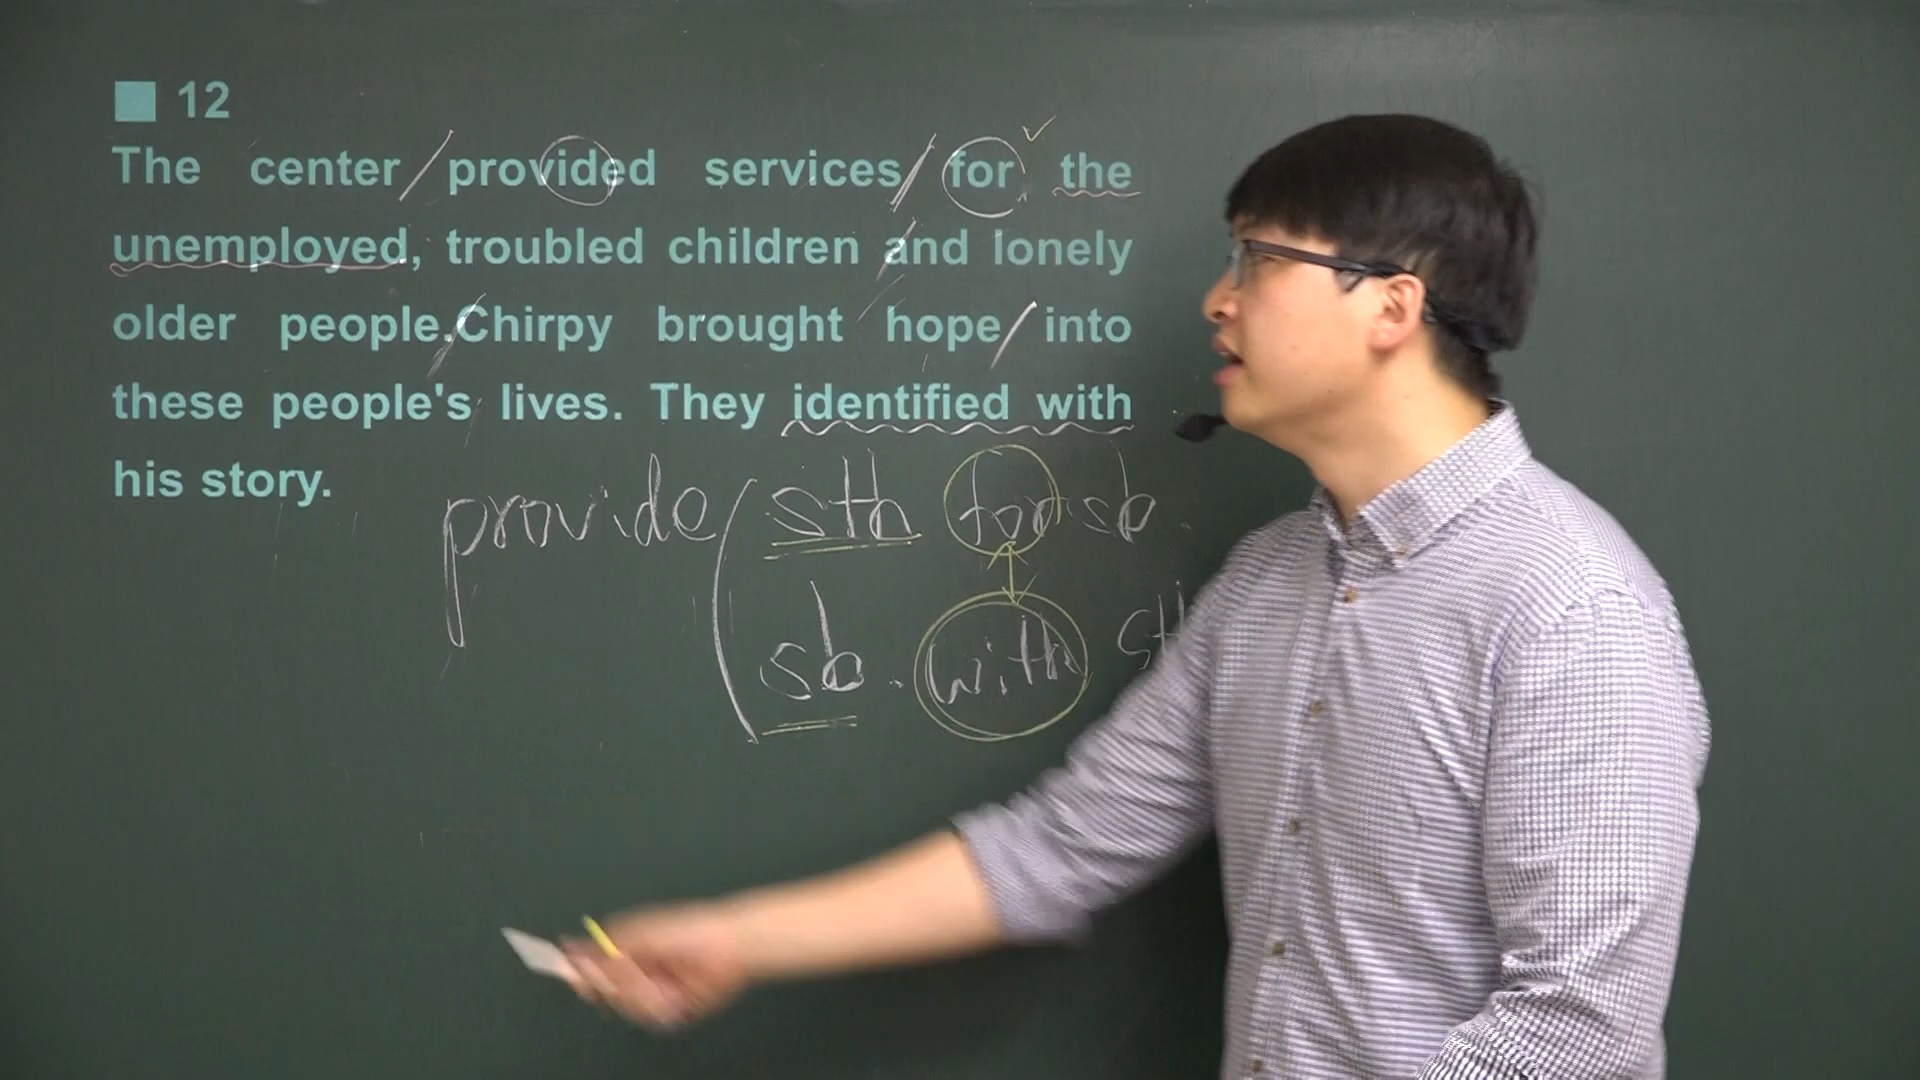 ■ 12
The center provided services for the
unemployed, troubled children and lonely
older people.Chirpy brought hope into
these people's lives. They identified with
his story.
provide ( sth for sb.
sb. with st